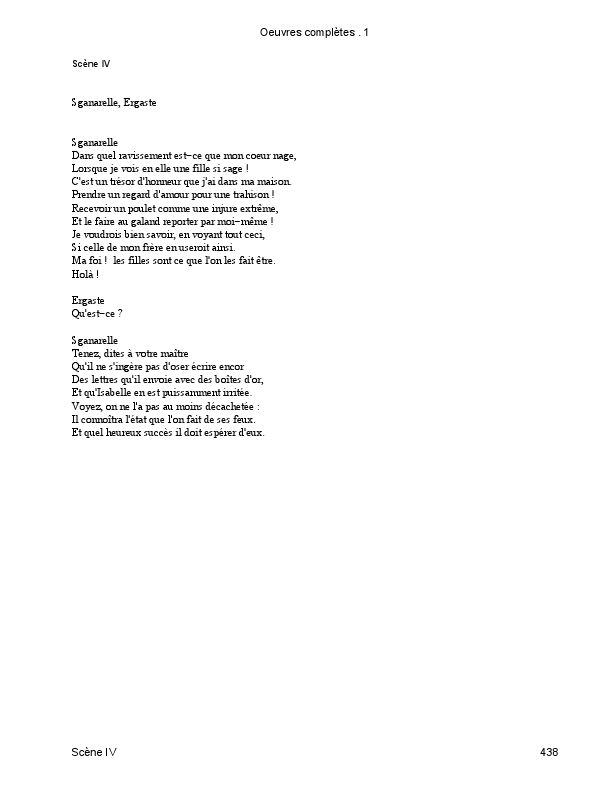 Oeuvres complètes . 1
Scène IV
Sganarelle, Ergaste
Sganarelle
Dans quel ravissement est-ce que mon coeur nage,
Lorsque je vois en elle une fille si sage !
C'est un trésor d'honneur que j'ai dans ma maison.
Prendre un regard d'amour pour une trahison !
Recevoir un poulet comme une injure extrême,
Et le faire au galand reporter par moi-même !
Je voudrois bien savoir, en voyant tout ceci,
Si celle de mon frère en useroit ainsi.
Ma foi ! les filles sont ce que l'on les fait être.
Holà !
Ergaste
Qu'est-ce ?
Sganarelle
Tenez, dites à votre maître
Qu'il ne s'ingère pas d'oser écrire encor
Des lettres qu'il envoie avec des boîtes d'or,
Et qu'Isabelle en est puissamment irritée.
Voyez, on ne l'a pas au moins décachetée :
Il connoîtra l'état que l'on fait de ses feux.
Et quel heureux succès il doit espérer d'eux.
Scène IV
438